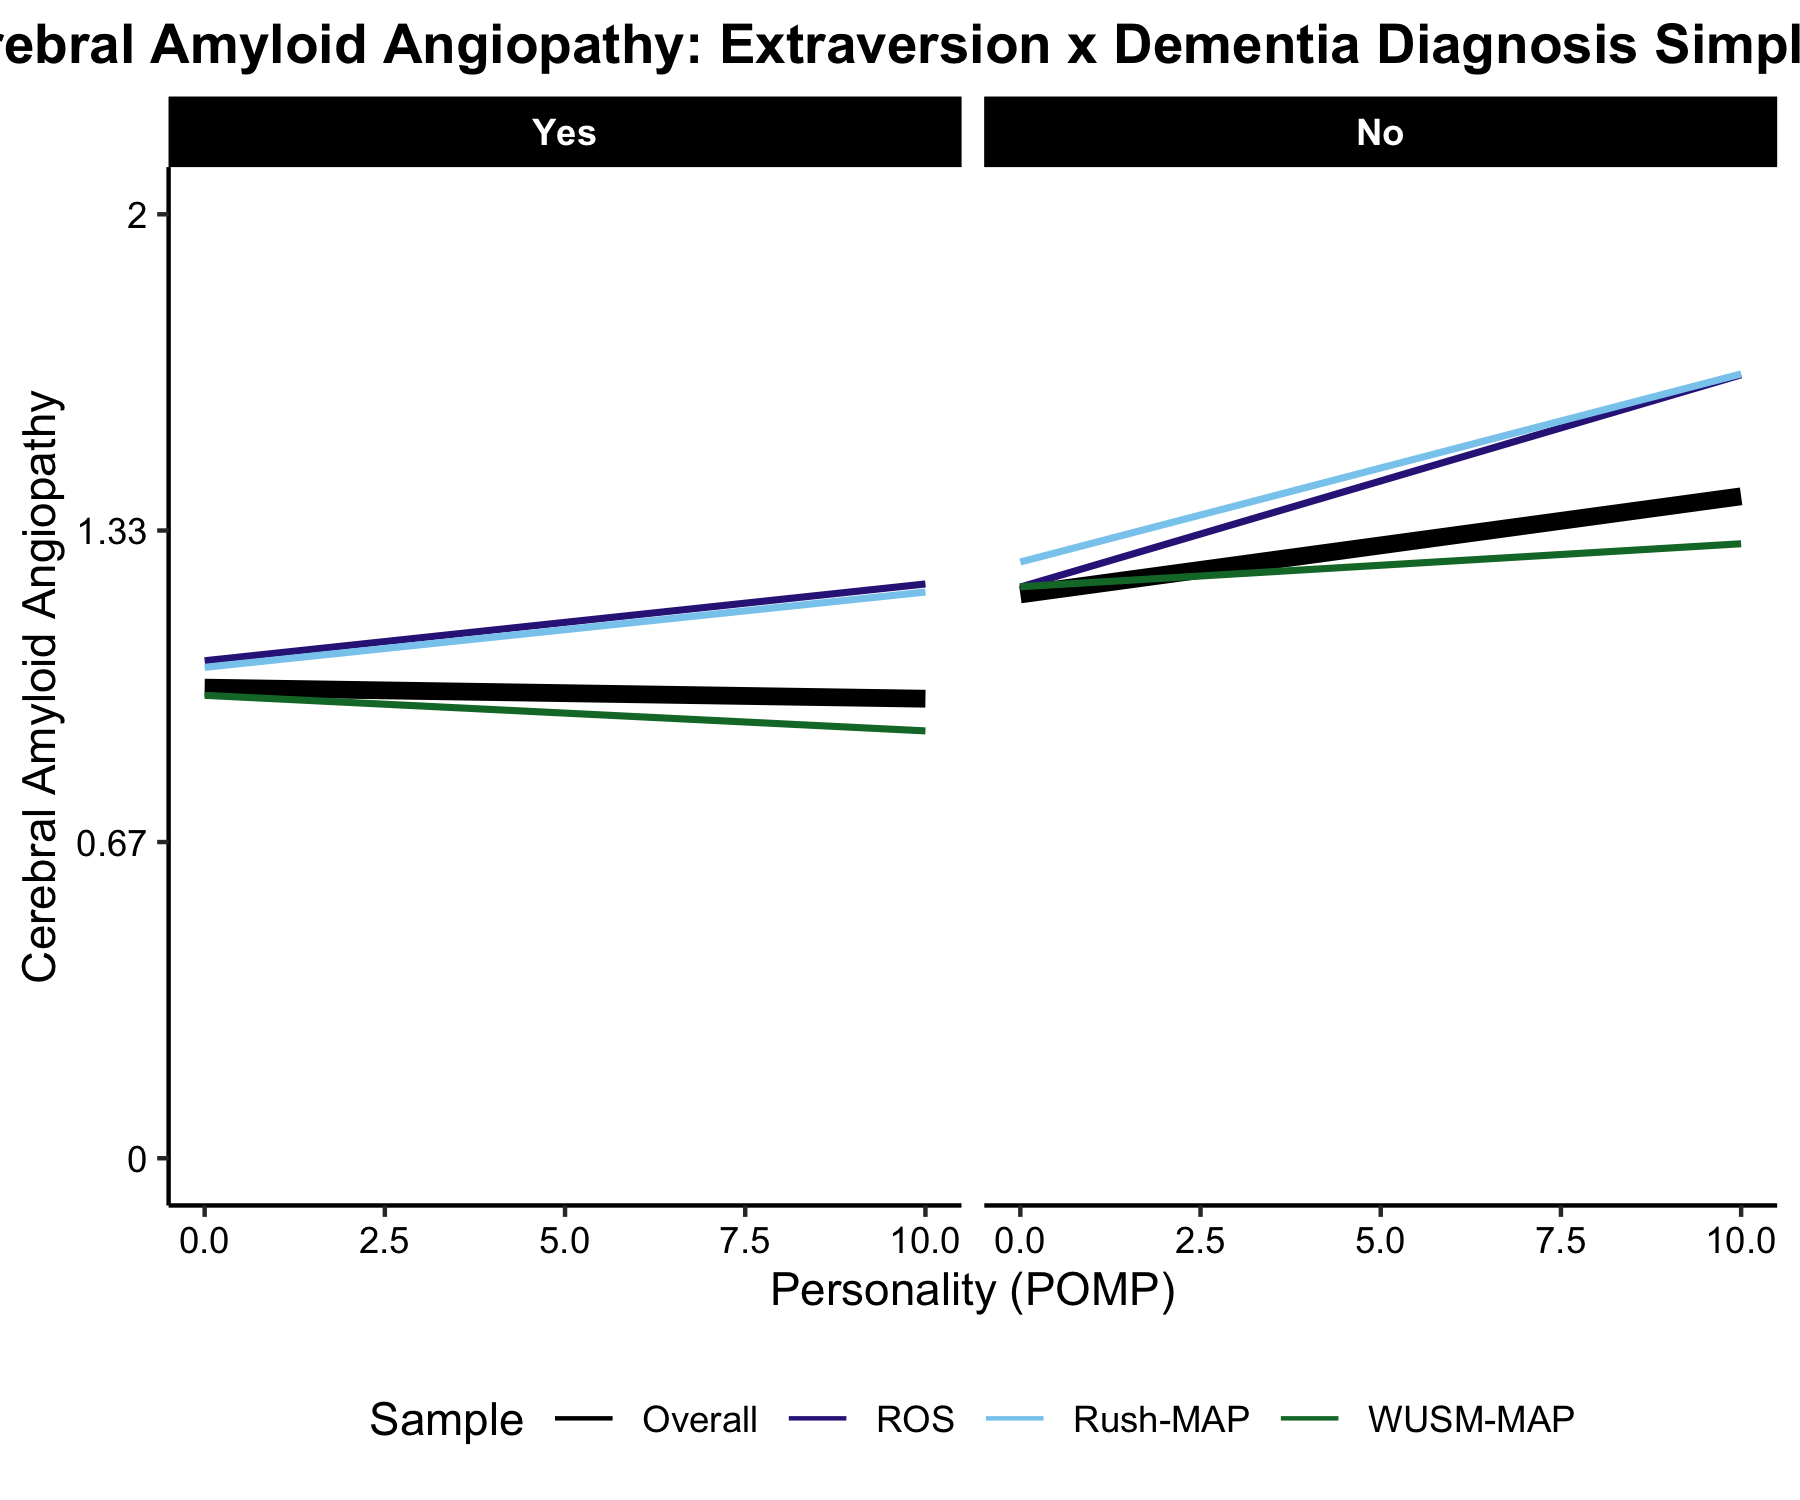 rebral Amyloid Angiopathy: Extraversion x Dementia Diagnosis Simpl
Yes
No
Cerebral Amyloid Angiopathy
2
1.33
0.67
0
0.0 2.5 5.0 7.5 10.0
0.0 2.5 5.0 7.5 10.0
Personality (POMP)
Sample Overall ROS Rush-MAP WUSM-MAP